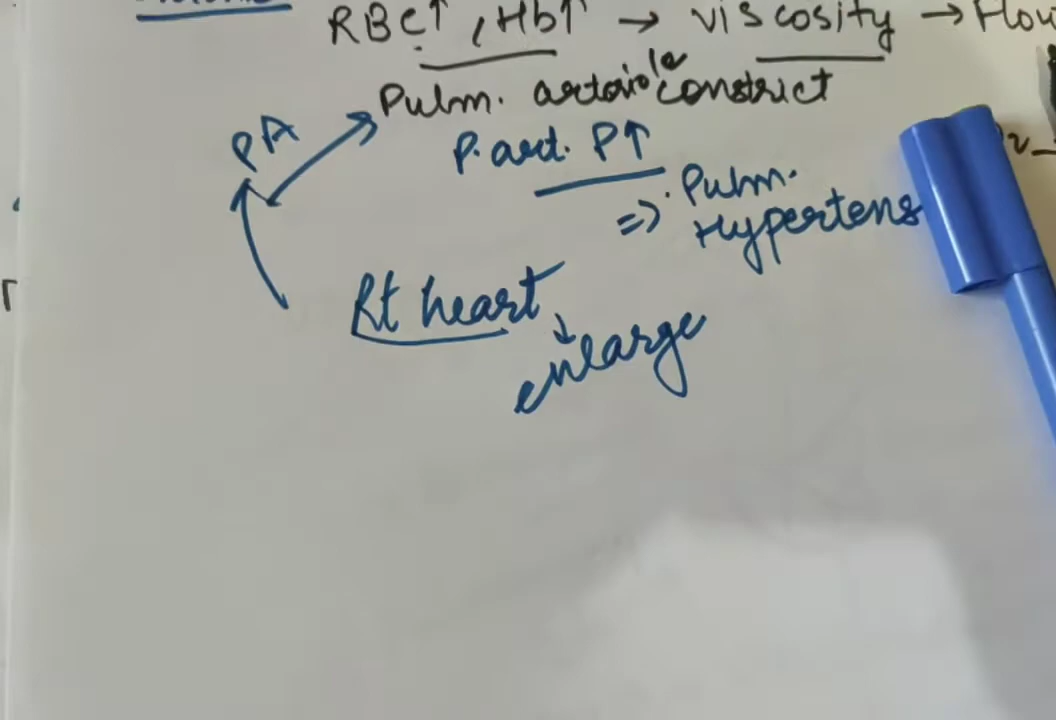 RBC↑, Hb↑ → viscosity → Flow
Pulm. arteriole constrict
PA
P. art. P↑
⇒ Pulm.
Hypertens
Rt heart
↓
enlarge